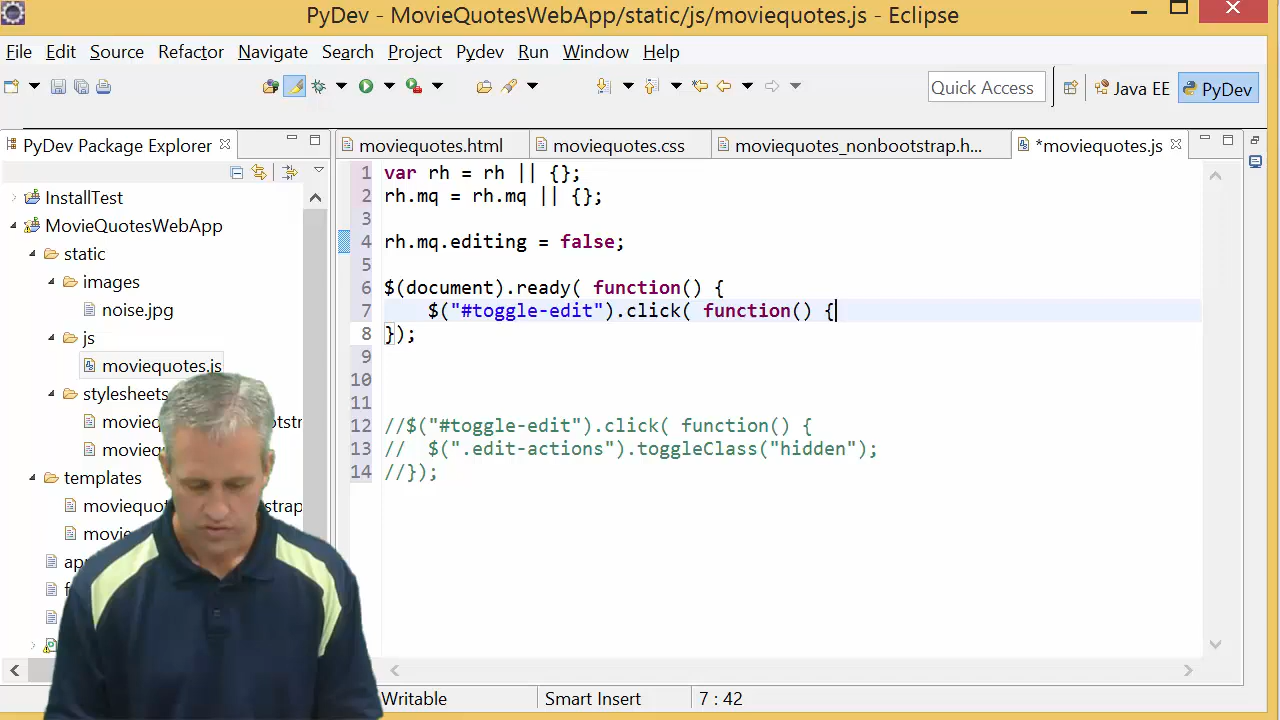 PyDev - MovieQuotesWebApp/static/js/moviequotes.js - Eclipse
File Edit Source Refactor Navigate Search Project Pydev Run Window Help
Quick Access Java EE PyDev
PyDev Package Explorer
moviequotes.html moviequotes.css moviequotes_nonbootstrap.h... *moviequotes.js
InstallTest
MovieQuotesWebApp
static
images
noise.jpg
js
moviequotes.js
stylesheets
templates
1 var rh = rh || {};
2 rh.mq = rh.mq || {};
3
4 rh.mq.editing = false;
5
6 $(document).ready( function() {
7 $("#toggle-edit").click( function() {
8 });
9
10
11
12 //$("#toggle-edit").click( function() {
13 // $(".edit-actions").toggleClass("hidden");
14 //});
Writable Smart Insert 7 : 42